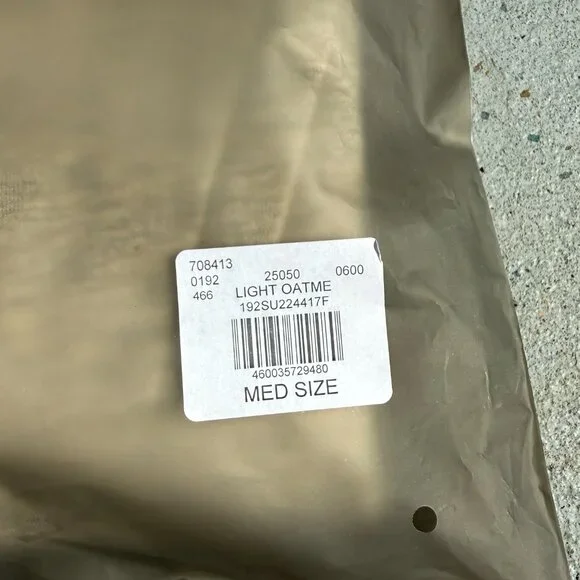 708413
0192 25050 0600
466 LIGHT OATME
192SU224417F
460035729480
MED SIZE